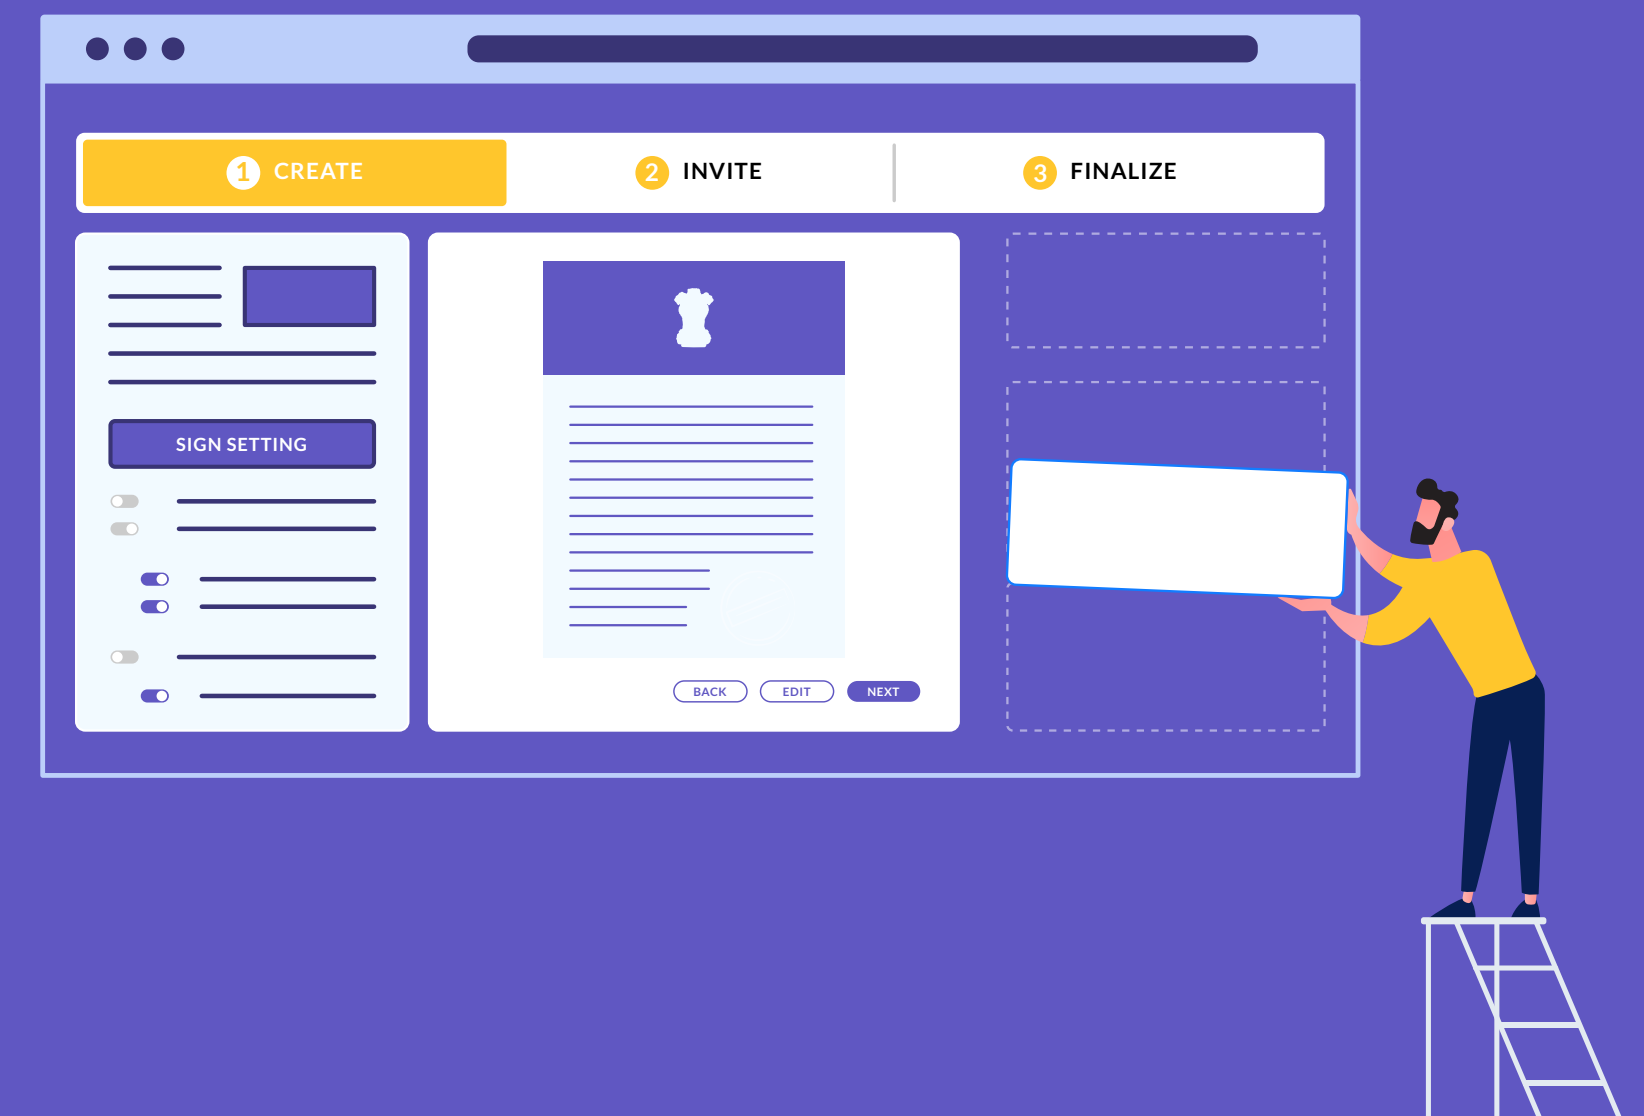 1 CREATE
2 INVITE
3 FINALIZE
SIGN SETTING
BACK
EDIT
NEXT